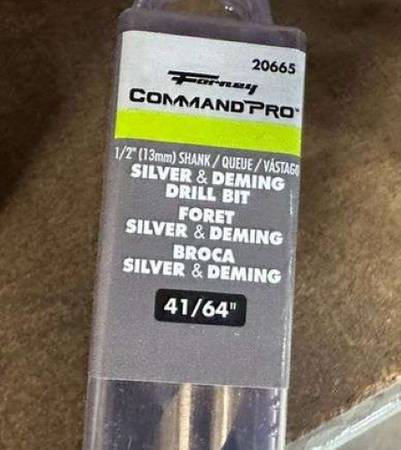 20665
Forney
COMMANDPRO™
1/2" (13mm) SHANK / QUEUE / VÁSTAGO
SILVER & DEMING
DRILL BIT
FORET
SILVER & DEMING
BROCA
SILVER & DEMING
41/64"